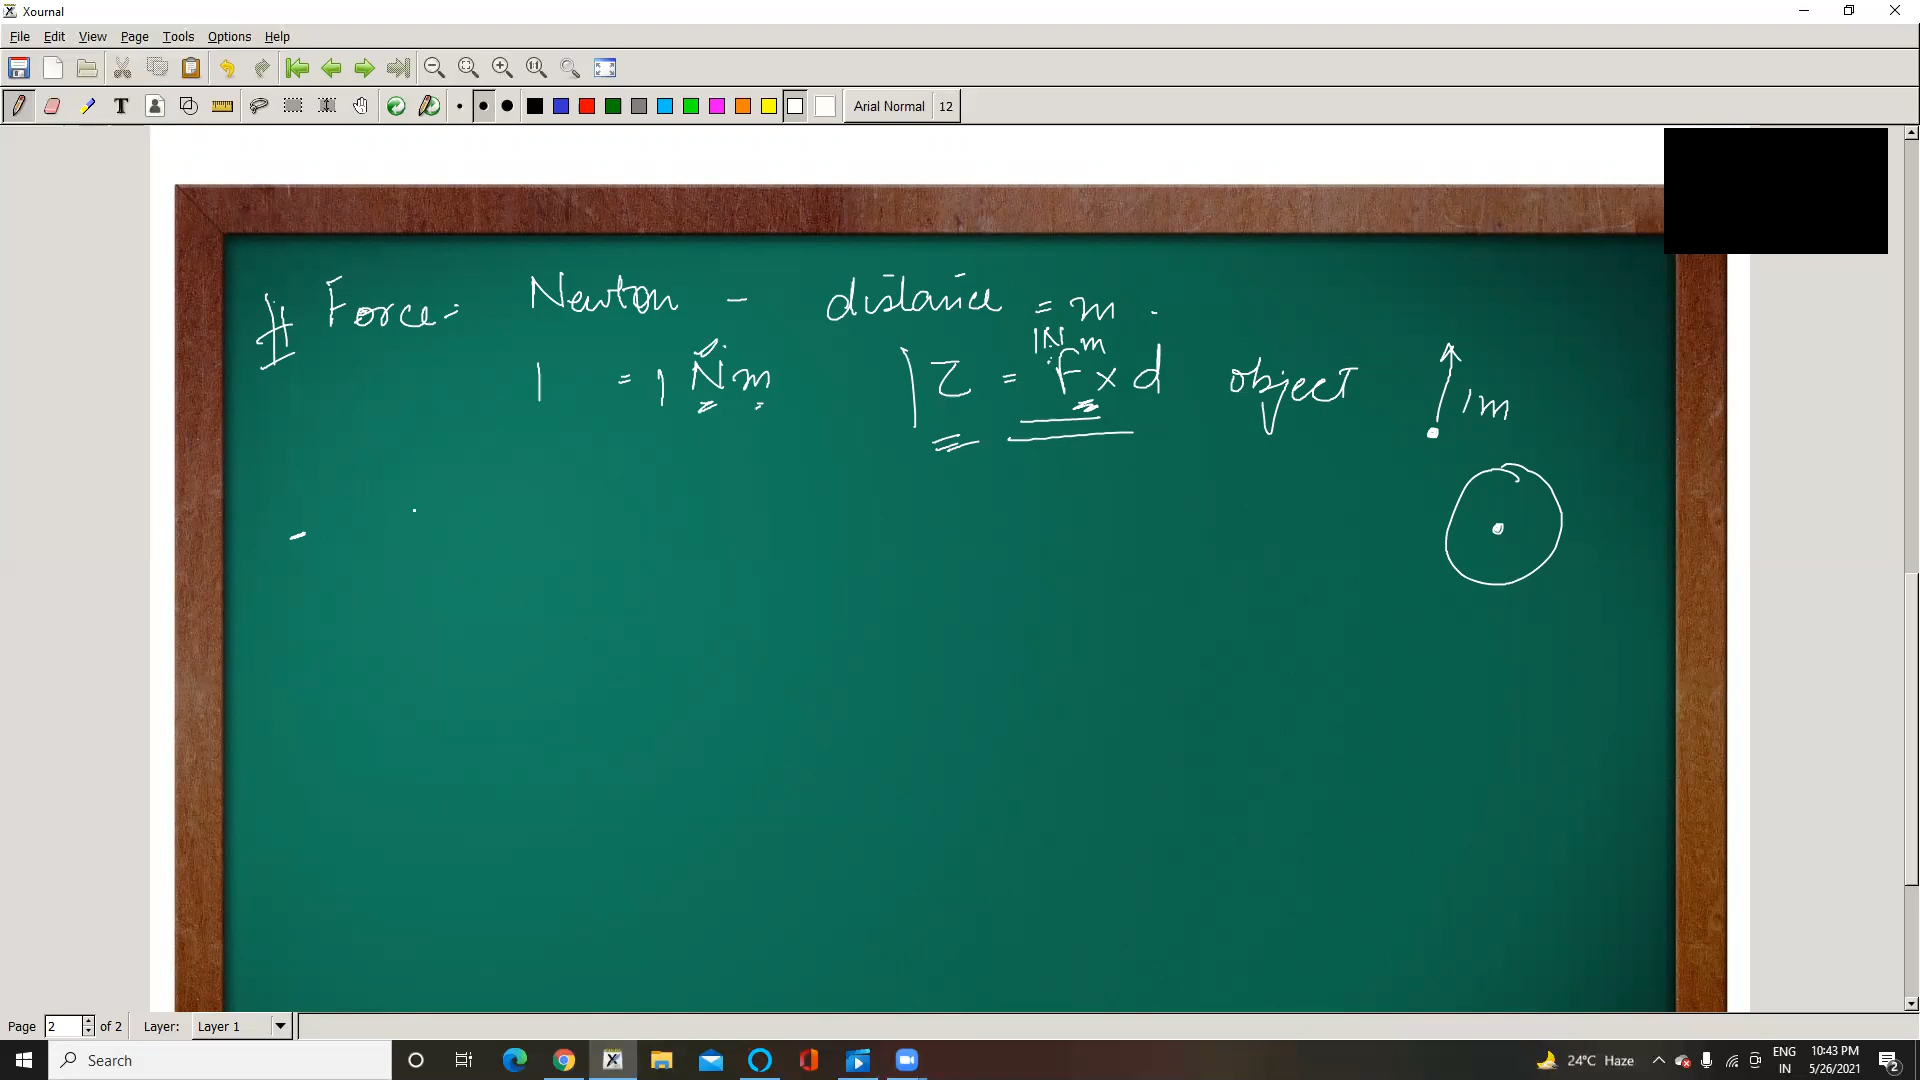 Xournal
File Edit View Page Tools Options Help
Arial Normal 12
# Force:- Newton - distance = m .
1N m
1 = 1 Nm τ = F x d object 1m
Page 2 of 2 Layer: Layer 1
Search
24°C Haze
ENG
IN
10:43 PM
5/26/2021
2